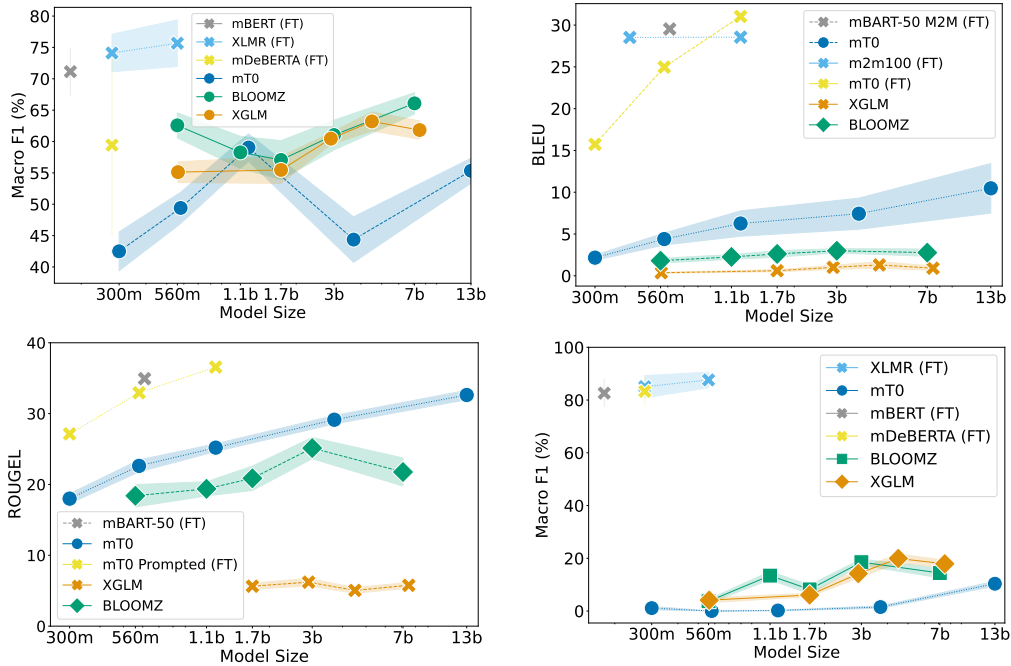 80
75
70
65
60
55
50
45
40
Macro F1 (%)
mBERT (FT)
XLMR (FT)
mDeBERTA (FT)
mT0
BLOOMZ
XGLM
300m 560m 1.1b 1.7b 3b 7b 13b
Model Size
30
25
20
15
10
5
0
BLEU
mBART-50 M2M (FT)
mT0
m2m100 (FT)
mT0 (FT)
XGLM
BLOOMZ
300m 560m 1.1b 1.7b 3b 7b 13b
Model Size
40
30
20
10
0
ROUGEL
mBART-50 (FT)
mT0
mT0 Prompted (FT)
XGLM
BLOOMZ
300m 560m 1.1b 1.7b 3b 7b 13b
Model Size
100
80
60
40
20
0
Macro F1 (%)
XLMR (FT)
mT0
mBERT (FT)
mDeBERTA (FT)
BLOOMZ
XGLM
300m 560m 1.1b 1.7b 3b 7b 13b
Model Size